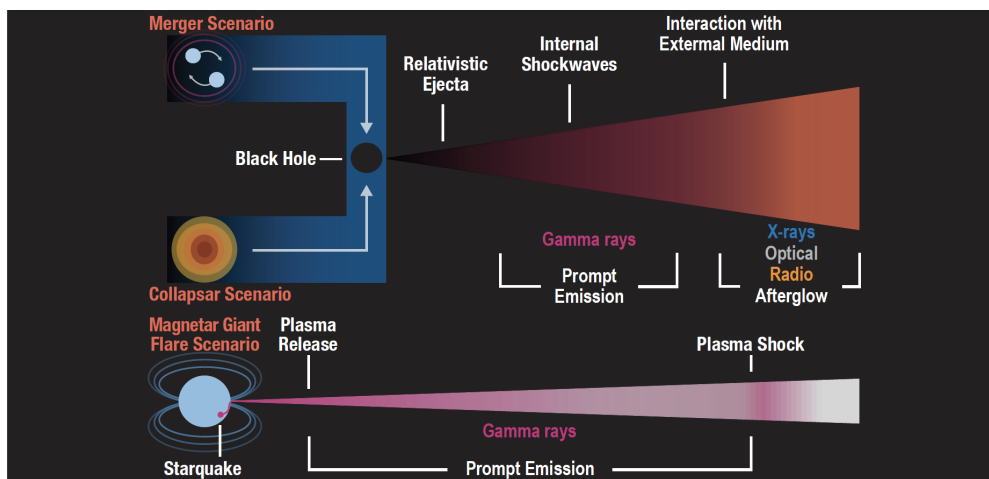 Merger Scenario
Relativistic
Ejecta
Internal
Shockwaves
Interaction with
Extermal Medium
Black Hole
Gamma rays
Prompt
Emission
X-rays
Optical
Radio
Afterglow
Collapsar Scenario
Magnetar Giant
Flare Scenario
Plasma
Release
Plasma Shock
Gamma rays
Starquake
Prompt Emission